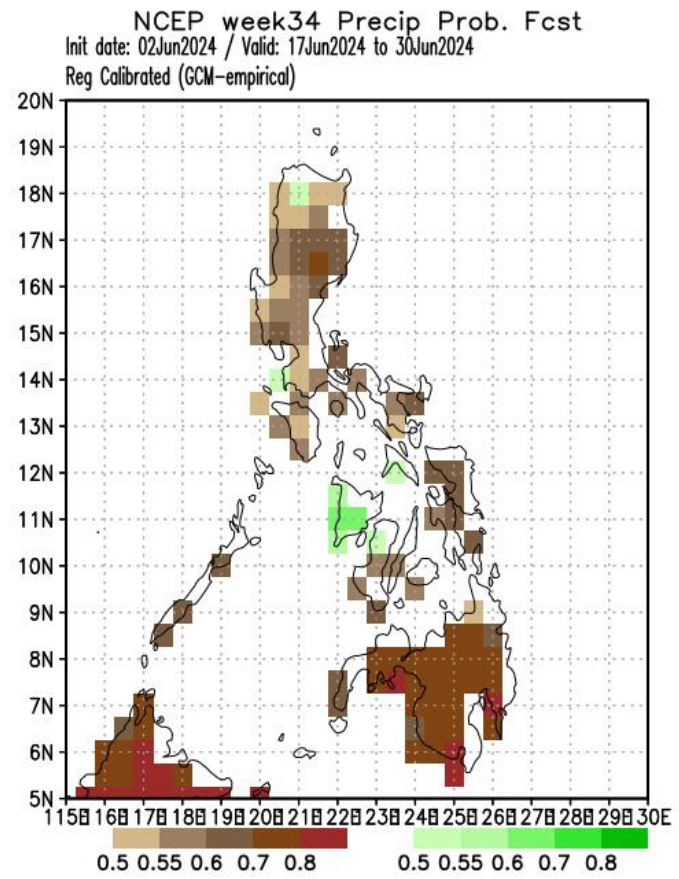 NCEP week34 Precip Prob. Fcst
Init date: 02Jun2024 / Valid: 17Jun2024 to 30Jun2024
Reg Calibrated (GCM-empirical)
20N
19N
18N
17N
16N
15N
14N
13N
12N
11N
10N
9N
8N
7N
6N
5N
115E 116E 117E 118E 119E 120E 121E 122E 123E 124E 125E 126E 127E 128E 129E 130E
0.5 0.55 0.6 0.7 0.8 0.5 0.55 0.6 0.7 0.8